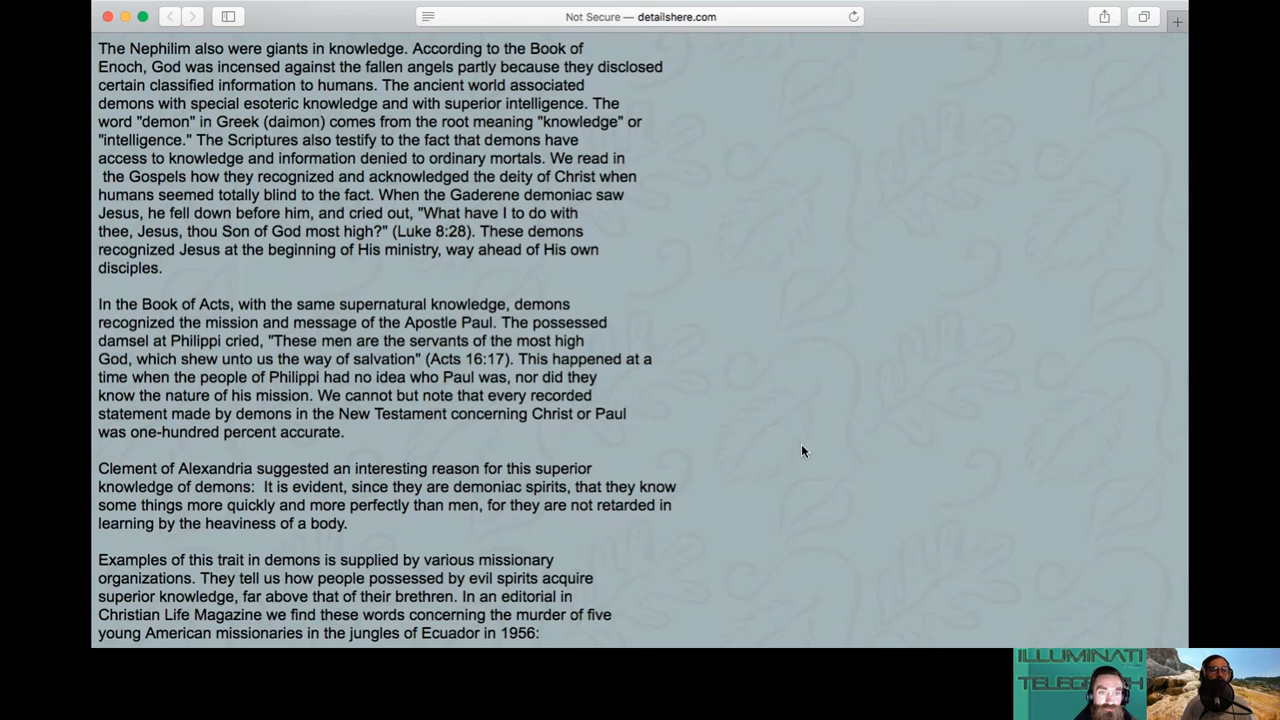 Not Secure — detailshere.com
The Nephilim also were giants in knowledge. According to the Book of
Enoch, God was incensed against the fallen angels partly because they disclosed
certain classified information to humans. The ancient world associated
demons with special esoteric knowledge and with superior intelligence. The
word "demon" in Greek (daimon) comes from the root meaning "knowledge" or
"intelligence." The Scriptures also testify to the fact that demons have
access to knowledge and information denied to ordinary mortals. We read in
the Gospels how they recognized and acknowledged the deity of Christ when
humans seemed totally blind to the fact. When the Gaderene demoniac saw
Jesus, he fell down before him, and cried out, "What have I to do with
thee, Jesus, thou Son of God most high?" (Luke 8:28). These demons
recognized Jesus at the beginning of His ministry, way ahead of His own
disciples.
In the Book of Acts, with the same supernatural knowledge, demons
recognized the mission and message of the Apostle Paul. The possessed
damsel at Philippi cried, "These men are the servants of the most high
God, which shew unto us the way of salvation" (Acts 16:17). This happened at a
time when the people of Philippi had no idea who Paul was, nor did they
know the nature of his mission. We cannot but note that every recorded
statement made by demons in the New Testament concerning Christ or Paul
was one-hundred percent accurate.
Clement of Alexandria suggested an interesting reason for this superior
knowledge of demons: It is evident, since they are demoniac spirits, that they know
some things more quickly and more perfectly than men, for they are not retarded in
learning by the heaviness of a body.
Examples of this trait in demons is supplied by various missionary
organizations. They tell us how people possessed by evil spirits acquire
superior knowledge, far above that of their brethren. In an editorial in
Christian Life Magazine we find these words concerning the murder of five
young American missionaries in the jungles of Ecuador in 1956:
ILLUMINATI